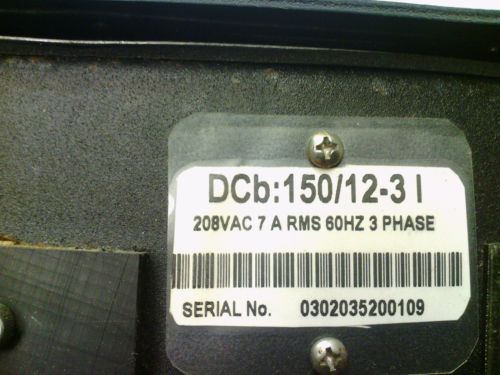 DCb:150/12-3 I
208VAC 7 A RMS 60HZ 3 PHASE
SERIAL No. 0302035200109